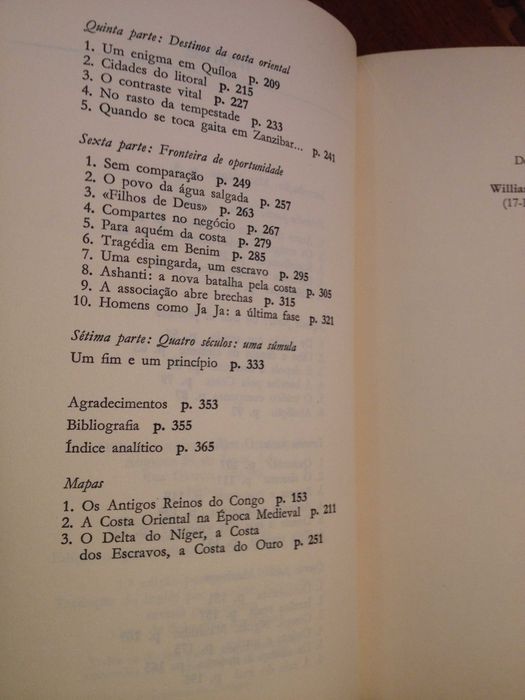 Quinta parte: Destinos da costa oriental
1. Um enigma em Quíloa p. 209
2. Cidades do litoral p. 215
3. O contraste vital p. 227
4. No rasto da tempestade p. 233
5. Quando se toca gaita em Zanzibar... p. 241
Sexta parte: Fronteira de oportunidade
1. Sem comparação p. 249
2. O povo da água salgada p. 257
3. «Filhos de Deus» p. 263
4. Compartes no negócio p. 267
5. Para aquém da costa p. 279
6. Tragédia em Benim p. 285
7. Uma espingarda, um escravo p. 295
8. Ashanti: a nova batalha pela costa p. 305
9. A associação abre brechas p. 315
10. Homens como Ja Ja: a última fase p. 321
Sétima parte: Quatro séculos: uma súmula
Um fim e um princípio p. 333
Agradecimentos p. 353
Bibliografia p. 355
Índice analítico p. 365
Mapas
1. Os Antigos Reinos do Congo p. 153
2. A Costa Oriental na Época Medieval p. 211
3. O Delta do Níger, a Costa
dos Escravos, a Costa do Ouro p. 251
Willia
(17-